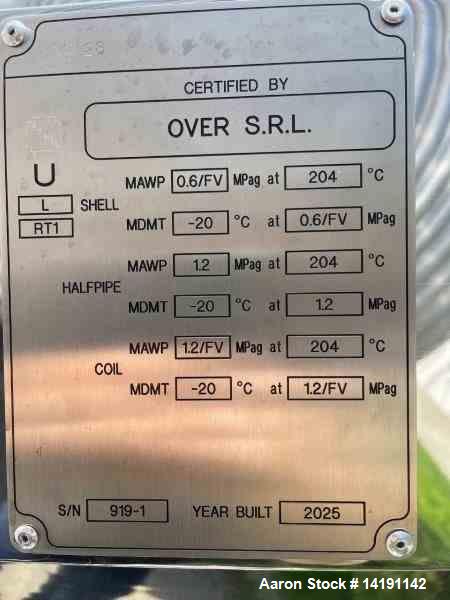 CERTIFIED BY
OVER S.R.L.
U
MAWP 0.6/FV MPag at 204 °C
L SHELL
RT1
MDMT -20 °C at 0.6/FV MPag
MAWP 1.2 MPag at 204 °C
HALFPIPE
MDMT -20 °C at 1.2 MPag
MAWP 1.2/FV MPag at 204 °C
COIL
MDMT -20 °C at 1.2/FV MPag
S/N 919-1 YEAR BUILT 2025
Aaron Stock # 14191142